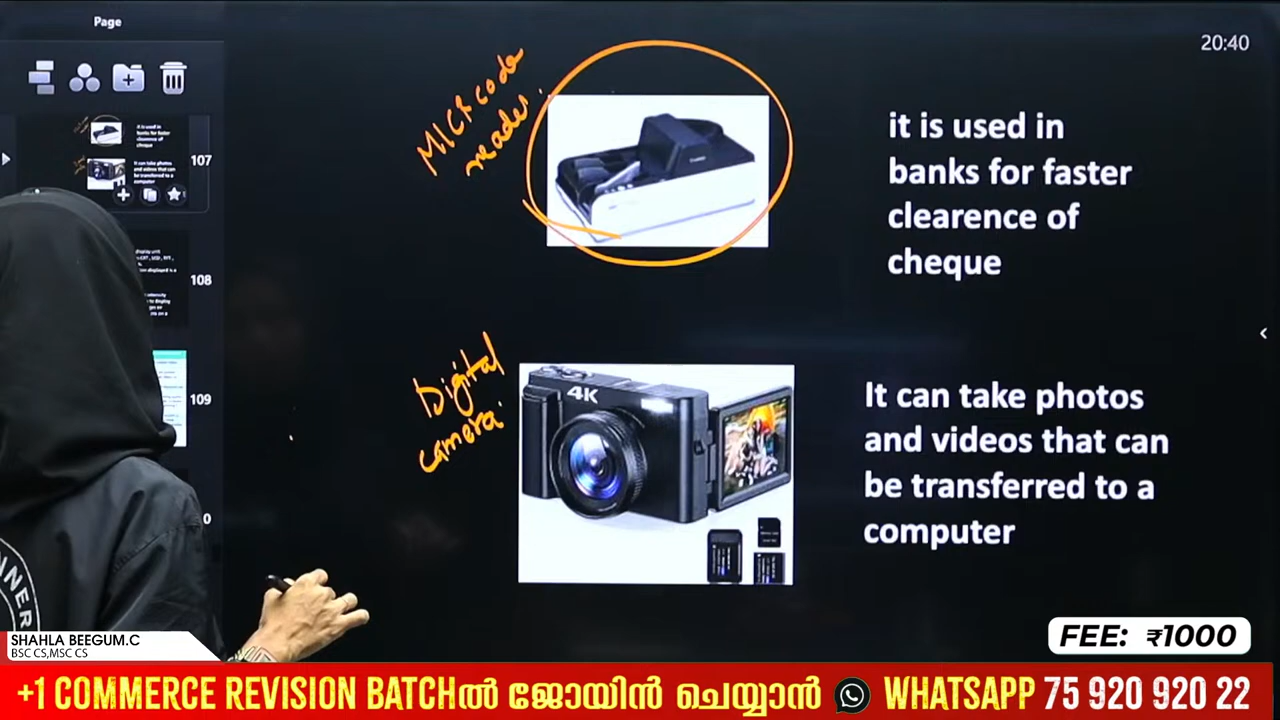 Page
20:40
107
108
109
0
MICR code
reader.
it is used in
banks for faster
clearence of
cheque
Digital
camera
4K
It can take photos
and videos that can
be transferred to a
computer
NNER
FEE: ₹1000
SHAHLA BEEGUM.C
BSC CS,MSC CS
+1 COMMERCE REVISION BATCHൽ ജോയിൻ ചെയ്യാൻ WHATSAPP 75 920 920 22